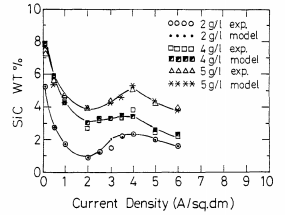 2 g/l exp.
2 g/l model
4 g/l exp.
4 g/l model
5 g/l exp.
5 g/l model
SiC WT %
10
8
6
4
2
0
0 1 2 3 4 5 6 7 8 9 10
Current Density (A/sq.dm)